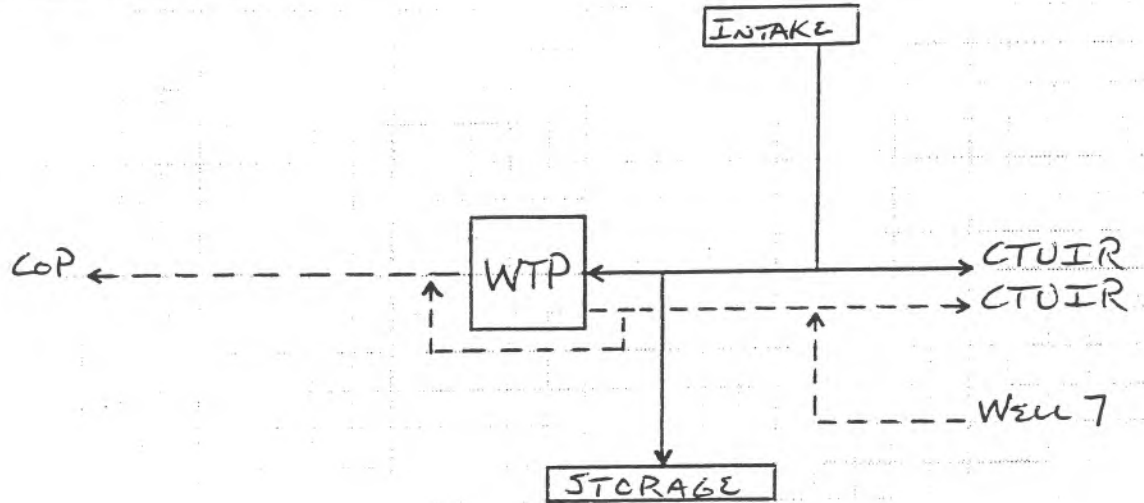 INTAKE
CoP
WTP
CTUIR
CTUIR
WELL 7
STORAGE